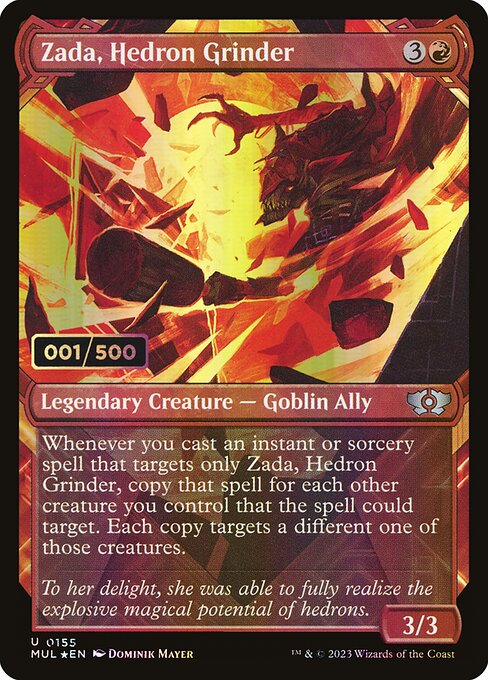 Zada, Hedron Grinder 3
001/500
Legendary Creature — Goblin Ally
Whenever you cast an instant or sorcery
spell that targets only Zada, Hedron
Grinder, copy that spell for each other
creature you control that the spell could
target. Each copy targets a different one of
those creatures.
To her delight, she was able to fully realize the
explosive magical potential of hedrons.
3/3
U 0155
MUL★EN Dominik Mayer ™ & © 2023 Wizards of the Coast